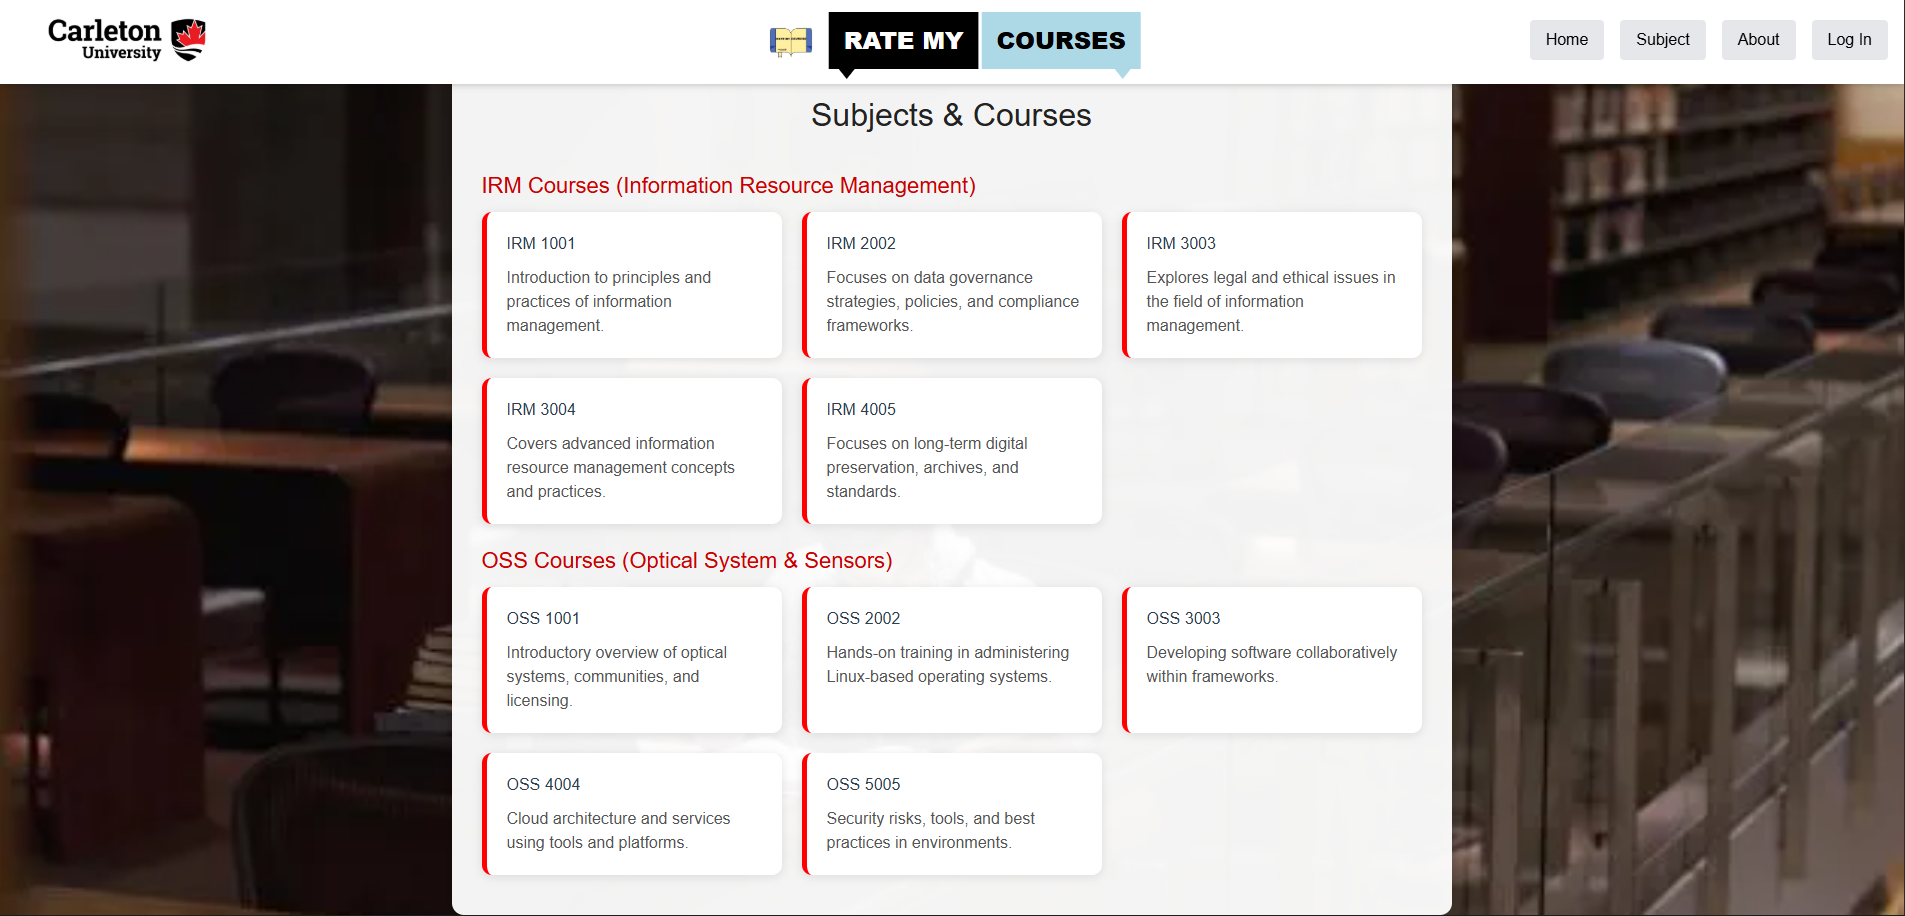 Carleton
University
RATE MY COURSES
Home
Subject
About
Log In
Subjects & Courses
IRM Courses (Information Resource Management)
IRM 1001
Introduction to principles and
practices of information
management.
IRM 2002
Focuses on data governance
strategies, policies, and compliance
frameworks.
IRM 3003
Explores legal and ethical issues in
the field of information
management.
IRM 3004
Covers advanced information
resource management concepts
and practices.
IRM 4005
Focuses on long-term digital
preservation, archives, and
standards.
OSS Courses (Optical System & Sensors)
OSS 1001
Introductory overview of optical
systems, communities, and
licensing.
OSS 2002
Hands-on training in administering
Linux-based operating systems.
OSS 3003
Developing software collaboratively
within frameworks.
OSS 4004
Cloud architecture and services
using tools and platforms.
OSS 5005
Security risks, tools, and best
practices in environments.